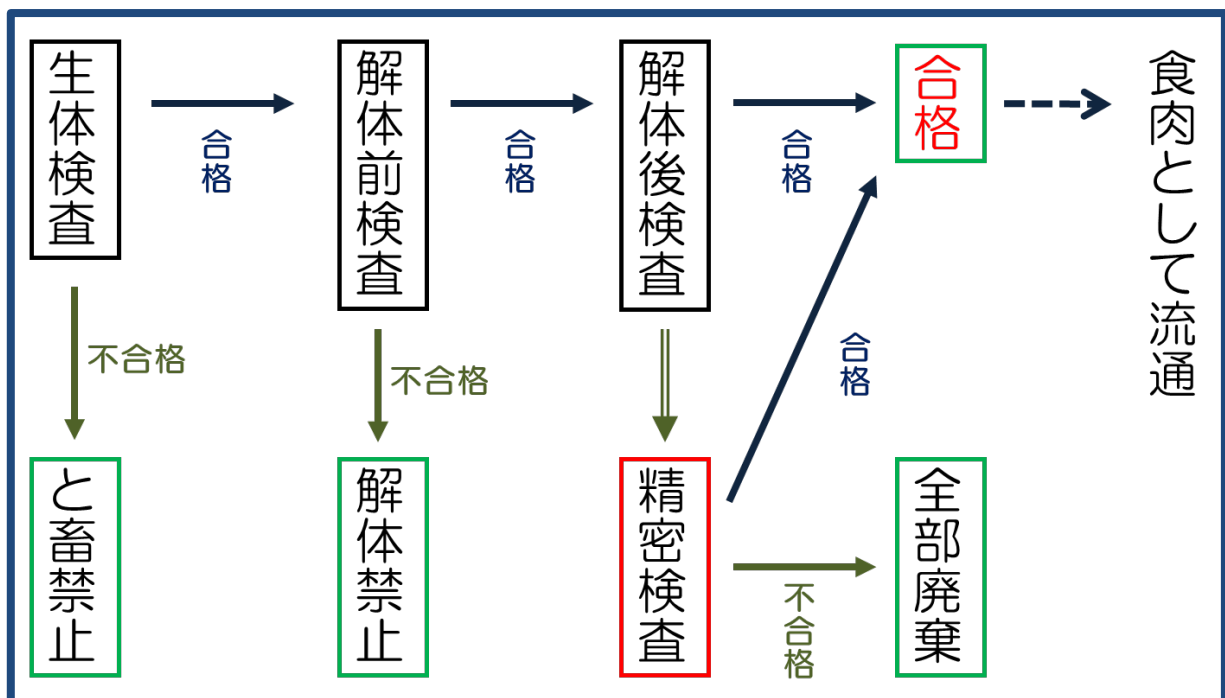 生体検査
合格
解体前検査
合格
解体後検査
合格
合格
食肉として流通
不合格
不合格
合格
と畜禁止
解体禁止
精密検査
不合格
全部廃棄